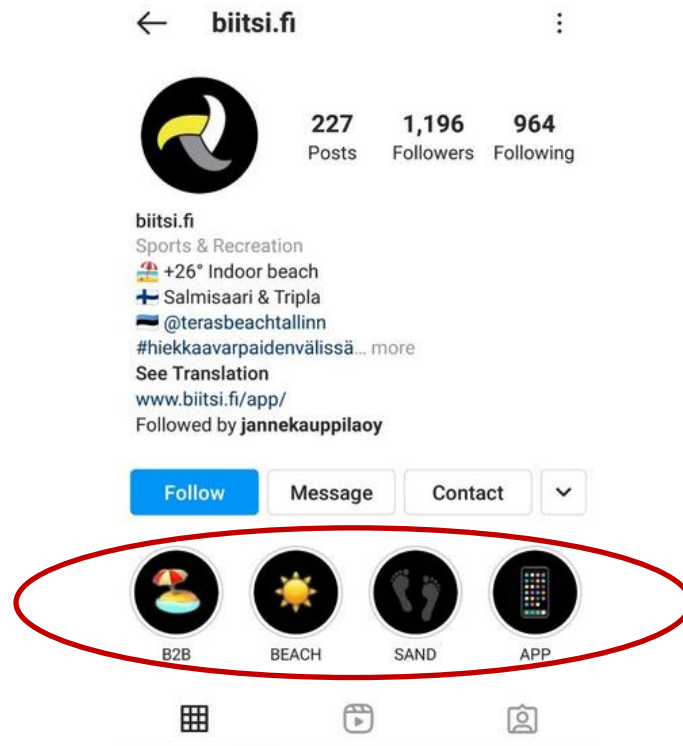 biitsi.fi
227 1,196 964
Posts Followers Following
biitsi.fi
Sports & Recreation
+26° Indoor beach
Salmisaari & Tripla
@terasbeachtallinn
#hiekkaavarpaidenvälissä... more
See Translation
www.biitsi.fi/app/
Followed by jannekauppilaoy
Follow Message Contact
B2B BEACH SAND APP